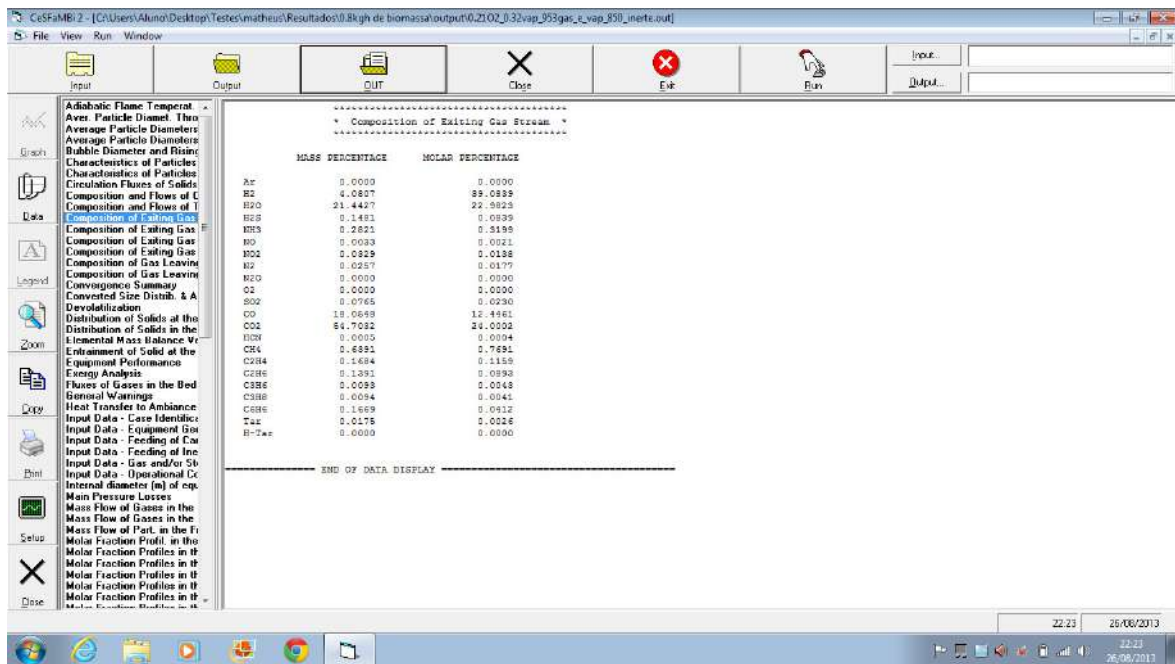 CeSFaMBi 2 - [C:\Users\Aluno\Desktop\Testes\matheus\Resultados\0.8kgh de biomassa\output\0.21O2_0.32vap_953gas_e_vap_850_inerte.out]
File View Run Window
Input Output OUT Close Exit Run Input... Output...
Graph
Data
Legend
Zoom
Copy
Print
Setup
Close
Adiabatic Flame Temperat.
Aver. Particle Diamet. Thro
Average Particle Diameters
Average Particle Diameters
Bubble Diameter and Rising
Characteristics of Particles
Characteristics of Particles
Circulation Fluxes of Solids
Composition and Flows of
Composition and Flows of T
Composition of Exiting Gas
Composition of Exiting Gas
Composition of Exiting Gas
Composition of Exiting Gas
Composition of Gas Leaving
Composition of Gas Leaving
Convergence Summary
Converted Size Distrib. & A
Devolatilization
Distribution of Solids at the
Distribution of Solids in the
Elemental Mass Balance Ve
Entrainment of Solid at the
Equipment Performance
Exergy Analysis
Fluxes of Gases in the Bed
General Warnings
Heat Transfer to Ambiance
Input Data - Case Identifica
Input Data - Equipment Geo
Input Data - Feeding of Car
Input Data - Feeding of Ine
Input Data - Gas and/or St
Input Data - Operational Co
Internal diameter (m) of equ
Main Pressure Losses
Mass Flow of Gases in the
Mass Flow of Gases in the
Mass Flow of Part. in the Fr
Molar Fraction Profil. in the
Molar Fraction Profiles in th
Molar Fraction Profiles in th
Molar Fraction Profiles in th
Molar Fraction Profiles in th
Molar Fraction Profiles in th
***************************************
* Composition of Exiting Gas Stream *
***************************************
MASS PERCENTAGE MOLAR PERCENTAGE
Ar 0.0000 0.0000
H2 4.0807 39.0839
H2O 21.4427 22.9823
H2S 0.1481 0.0839
NH3 0.2821 0.3199
NO 0.0033 0.0021
NO2 0.0329 0.0138
N2 0.0257 0.0177
N2O 0.0000 0.0000
O2 0.0000 0.0000
SO2 0.0765 0.0230
CO 18.0549 12.4461
CO2 54.7032 24.0002
HCN 0.0005 0.0004
CH4 0.6391 0.7691
C2H4 0.1684 0.1159
C2H6 0.1391 0.0893
C3H6 0.0093 0.0043
C3H8 0.0094 0.0041
C6H6 0.1669 0.0412
Tar 0.0175 0.0026
H-Tar 0.0000 0.0000
END OF DATA DISPLAY
22:23 26/08/2013
22:23
26/08/2013